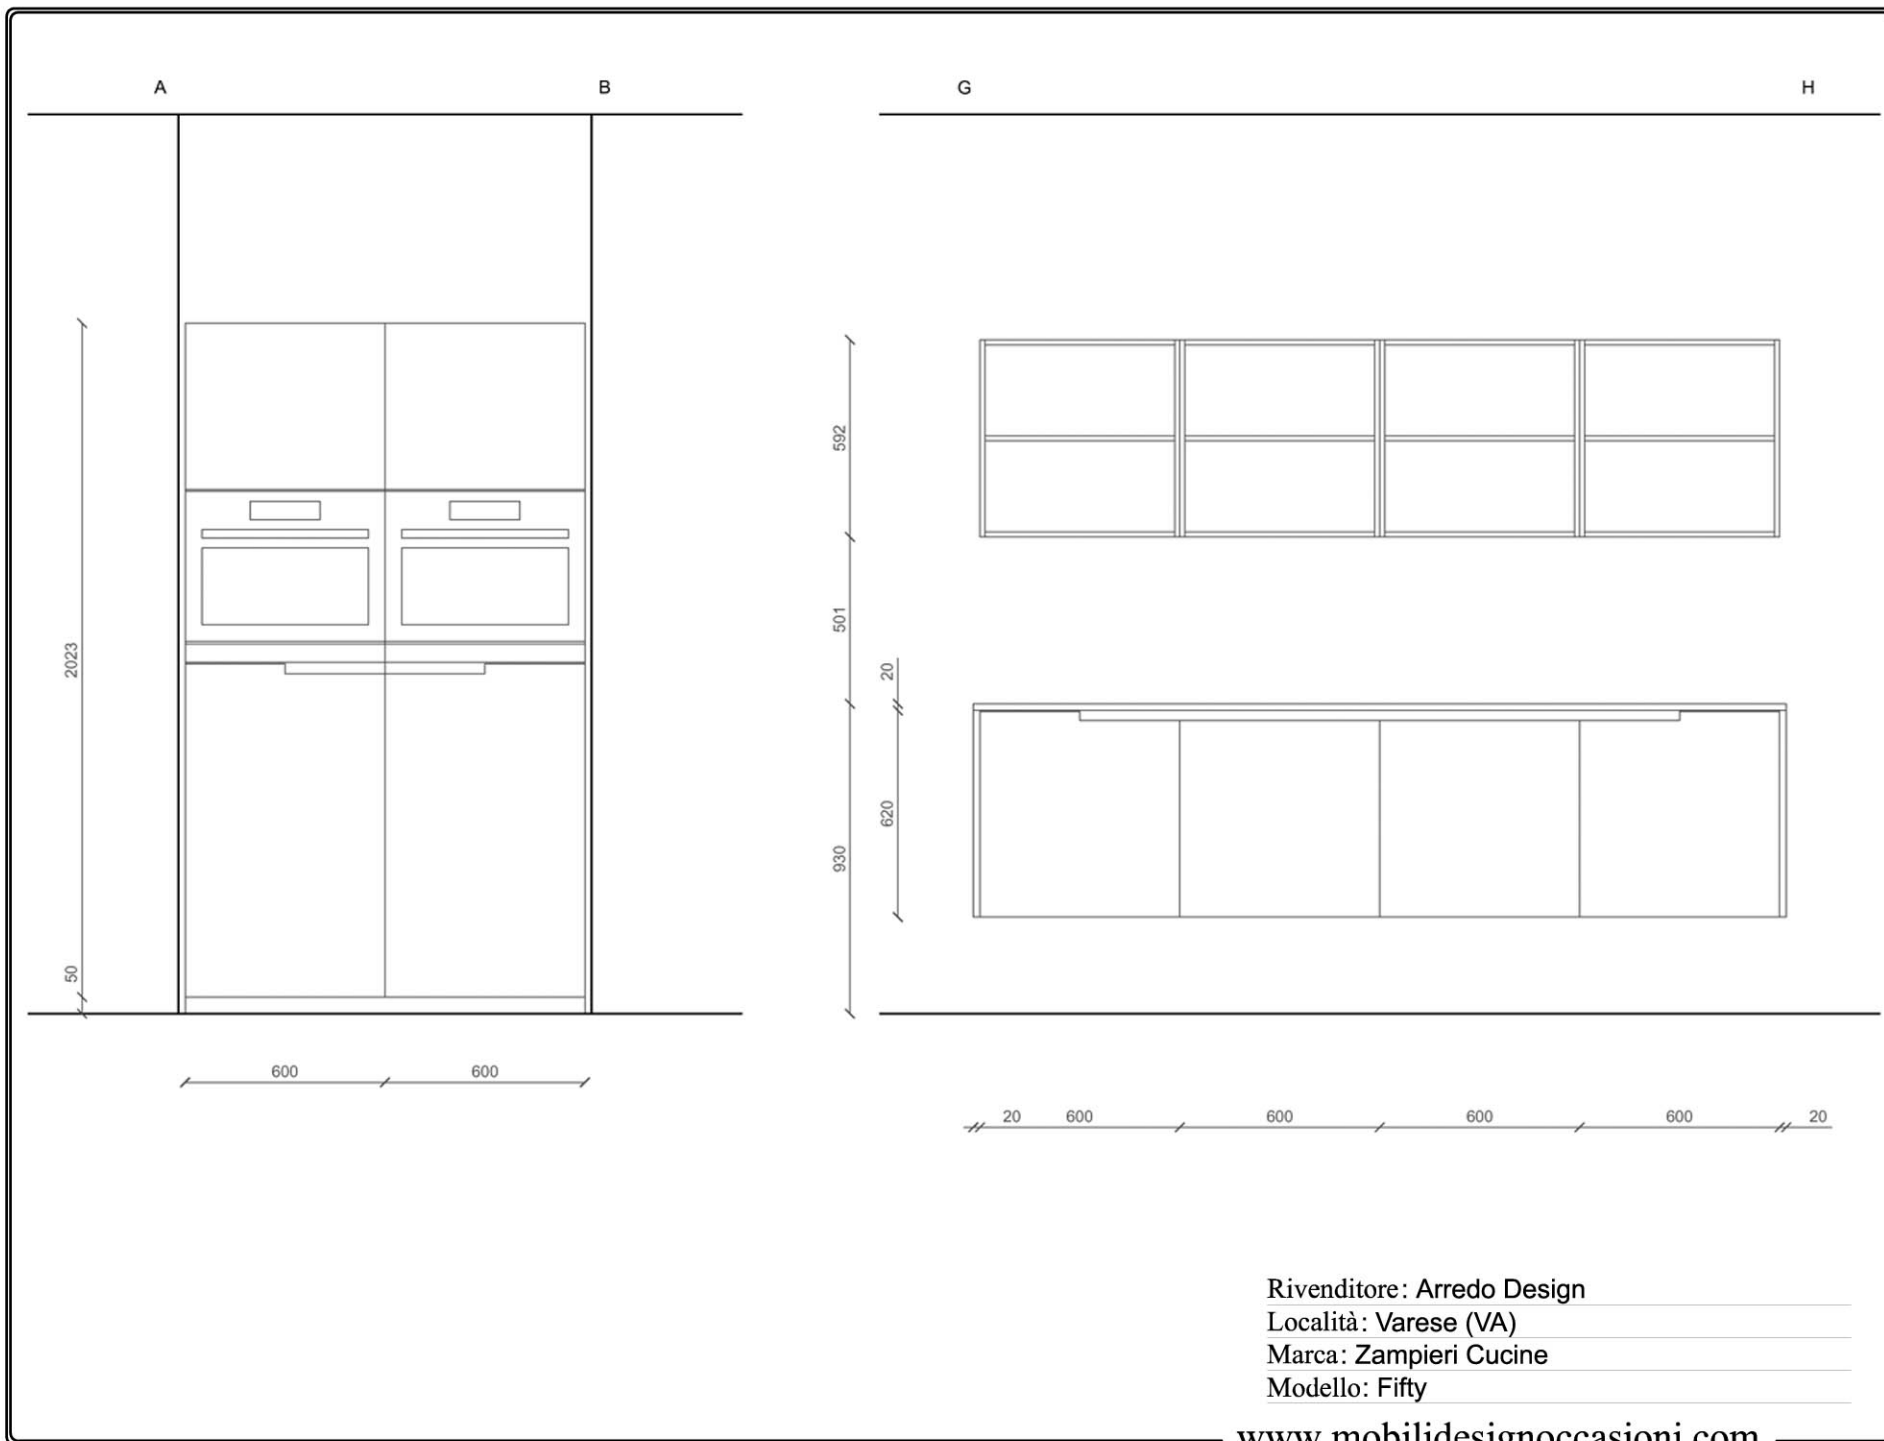 A
B
G
H
2023
50
600
600
592
501
20
620
930
20
600
600
600
600
20
Rivenditore: Arredo Design
Località: Varese (VA)
Marca: Zampieri Cucine
Modello: Fifty
www.mobilidesignoccasioni.com